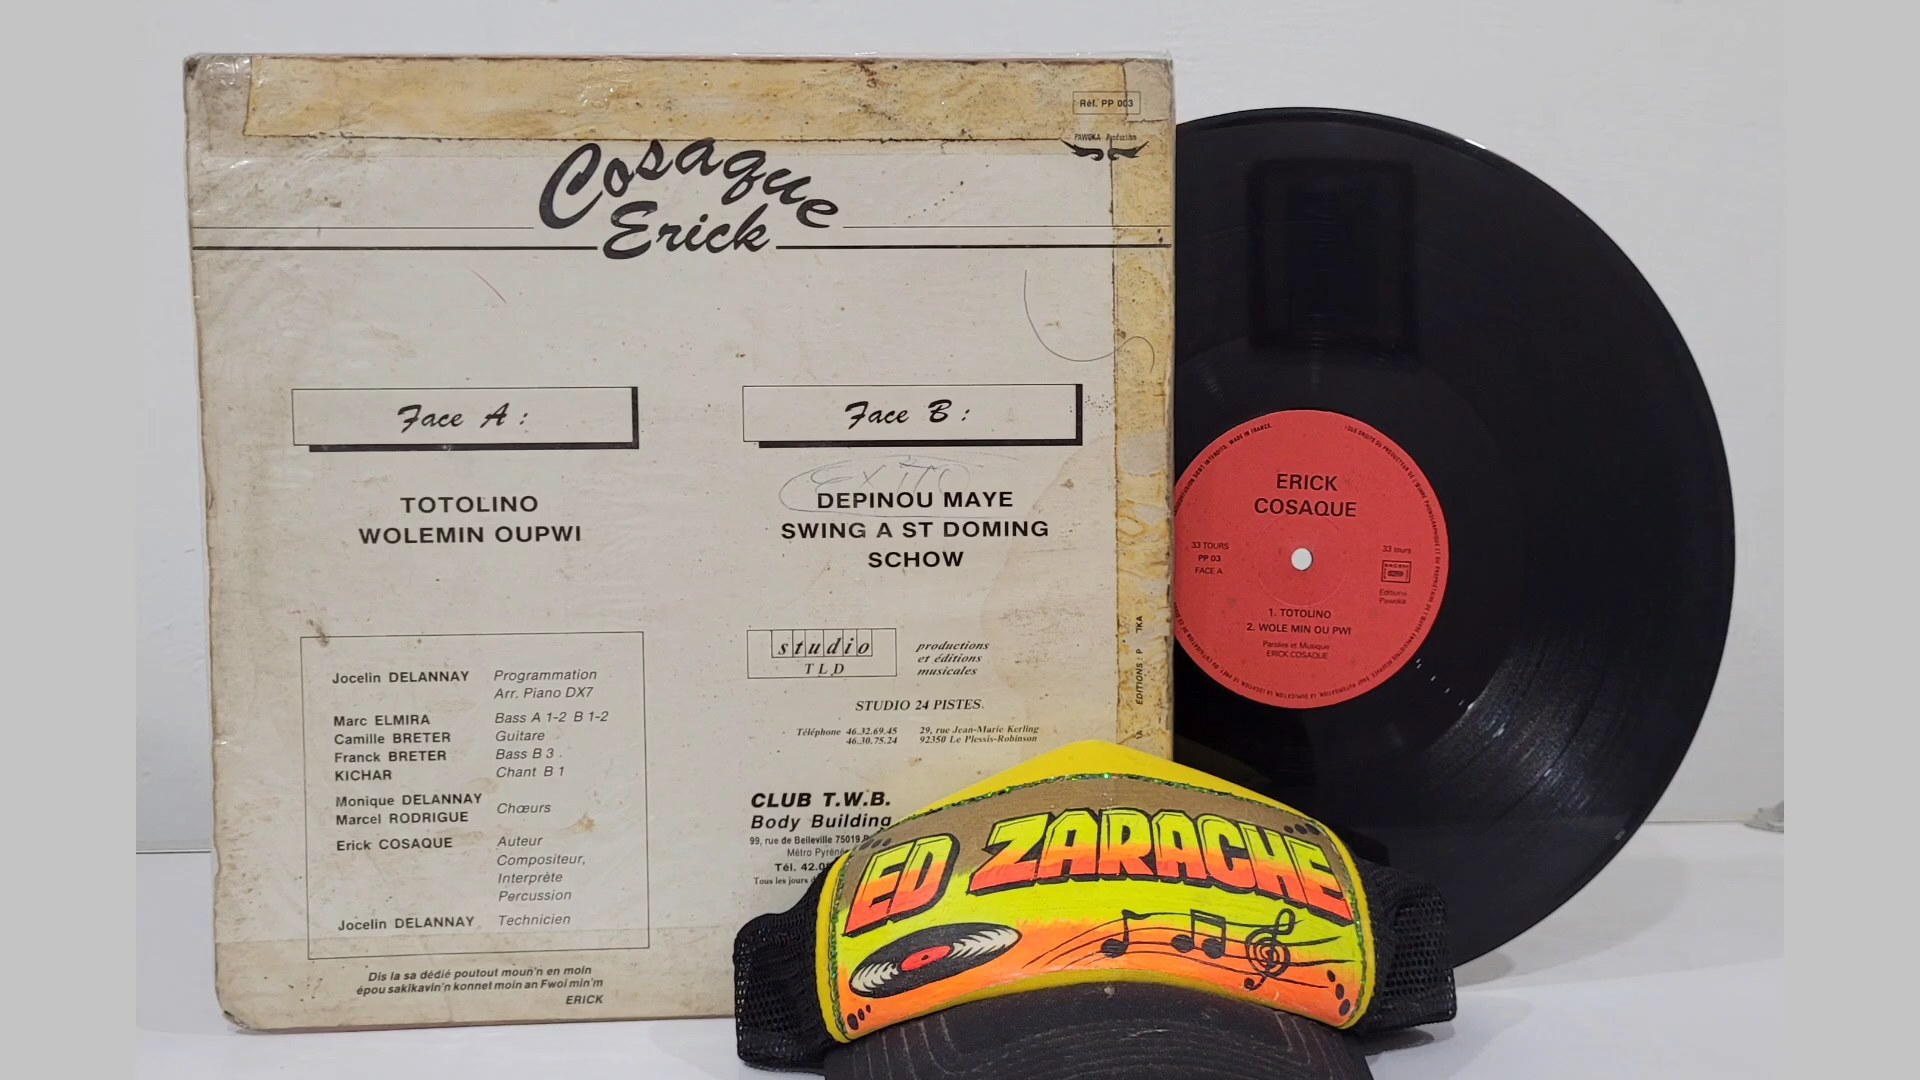 Réf. PP 003
PAWOKA Production
Cosaque
Erick
Face A :
TOTOLINO
WOLEMIN OUPWI
Face B :
EXITO
DEPINOU MAYE
SWING A ST DOMING
SCHOW
Jocelin DELANNAY Programmation
Arr. Piano DX7
Marc ELMIRA Bass A 1-2 B 1-2
Camille BRETER Guitare
Franck BRETER Bass B 3
KICHAR Chant B 1
Monique DELANNAY
Marcel RODRIGUE Chœurs
Erick COSAQUE Auteur
Compositeur,
Interprète
Percussion
Jocelin DELANNAY Technicien
Dis la sa dédié poutout moun'n en moin
épou sakikavin'n konnet moin an Fwoi min'm
ERICK
studio
TLD
productions
et éditions
musicales
STUDIO 24 PISTES.
Téléphone 46.32.69.45
46.30.75.24
29, rue Jean-Marie Kerling
92350 Le Plessis-Robinson
CLUB T.W.B.
Body Building
99, rue de Belleville 75019
Métro
Tél. 42.0
Tous les jours
EDITIONS : P
ERICK
COSAQUE
33 TOURS
PP 03
FACE A
33 tours
SACEM
Editions
Pawoka
1. TOTOLINO
2. WOLE MIN OU PWI
Paroles et Musique
ERICK COSAQUE
MADE IN FRANCE.
ED ZARACHE